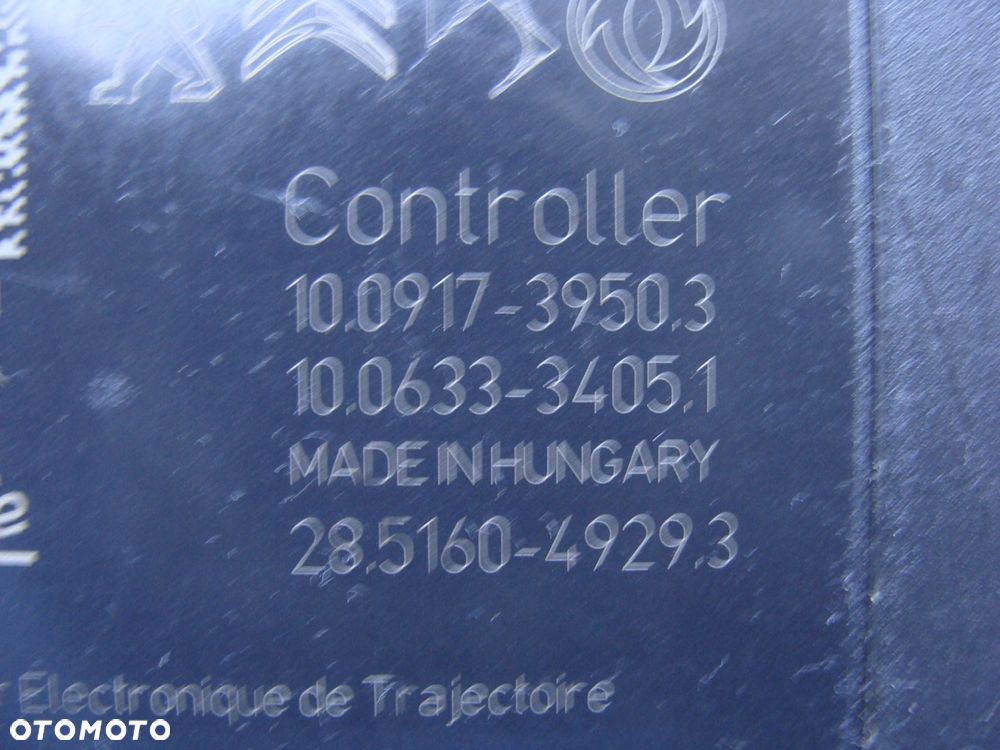 Controller
10.0917-3950.3
10.0633-3405.1
MADE IN HUNGARY
28.5160-4929.3
r Electronique de Trajectoire
OTOMOTO